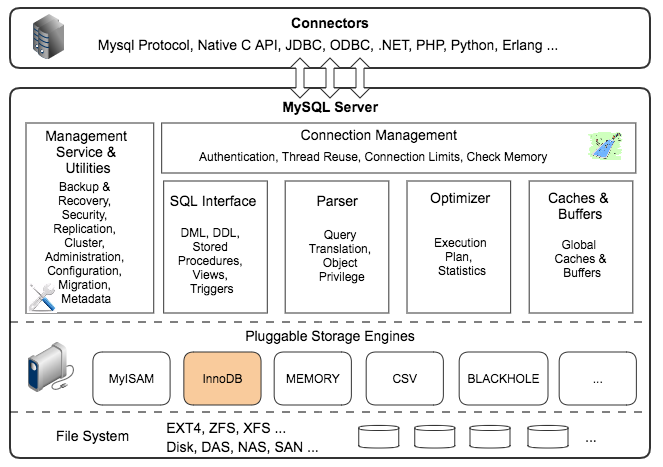 Connectors
Mysql Protocol, Native C API, JDBC, ODBC, .NET, PHP, Python, Erlang ...
MySQL Server
Management
Service &
Utilities
Backup &
Recovery,
Security,
Replication,
Cluster,
Administration,
Configuration,
Migration,
Metadata
Connection Management
Authentication, Thread Reuse, Connection Limits, Check Memory
SQL Interface
DML, DDL,
Stored
Procedures,
Views,
Triggers
Parser
Query
Translation,
Object
Privilege
Optimizer
Execution
Plan,
Statistics
Caches &
Buffers
Global
Caches &
Buffers
Pluggable Storage Engines
MyISAM
InnoDB
MEMORY
CSV
BLACKHOLE
...
File System
EXT4, ZFS, XFS ...
Disk, DAS, NAS, SAN ...
...